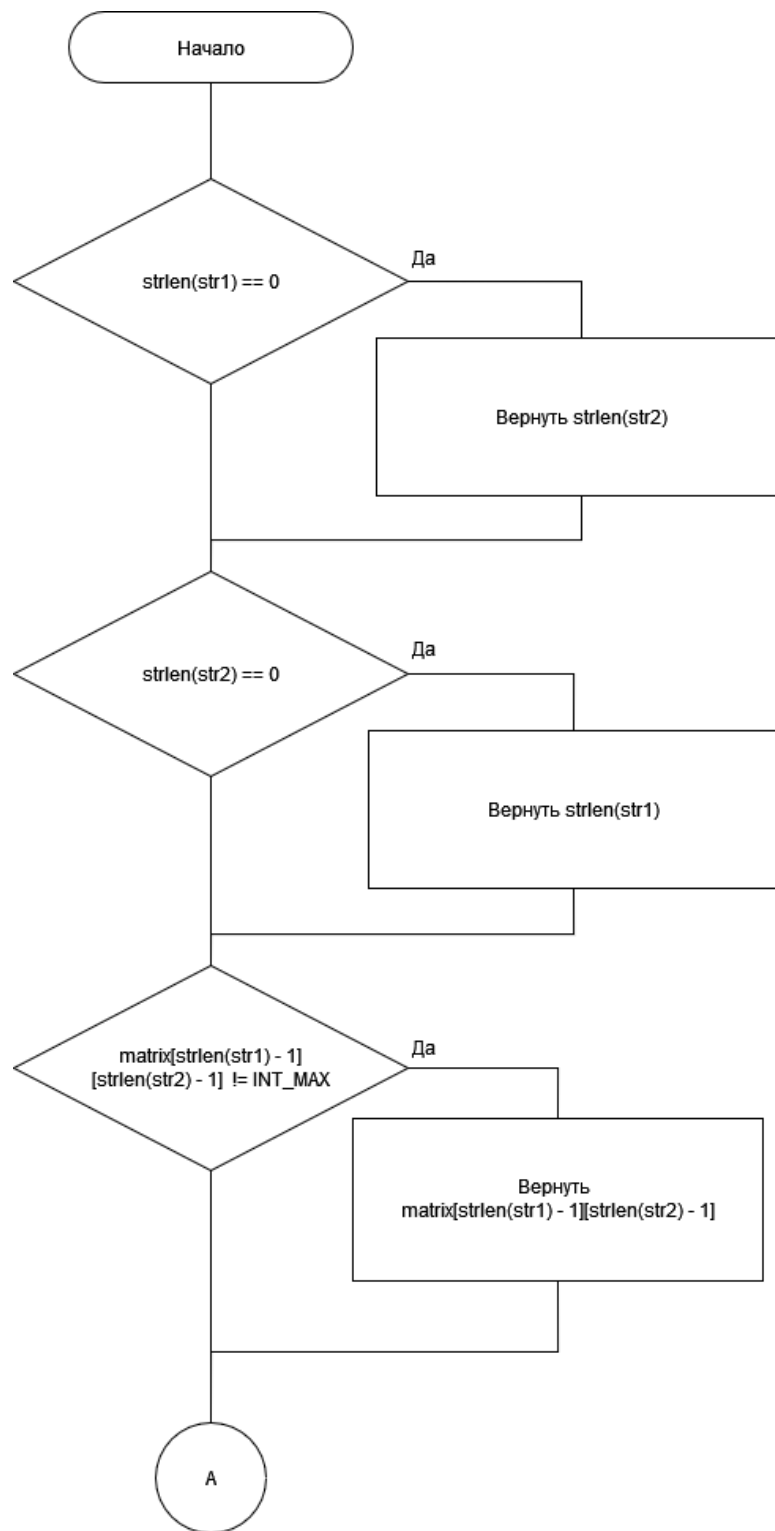 Начало
Да
strlen(str1) == 0
Вернуть strlen(str2)
Да
strlen(str2) == 0
Вернуть strlen(str1)
Да
matrix[strlen(str1) - 1]
[strlen(str2) - 1] != INT_MAX
Вернуть
matrix[strlen(str1) - 1][strlen(str2) - 1]
A